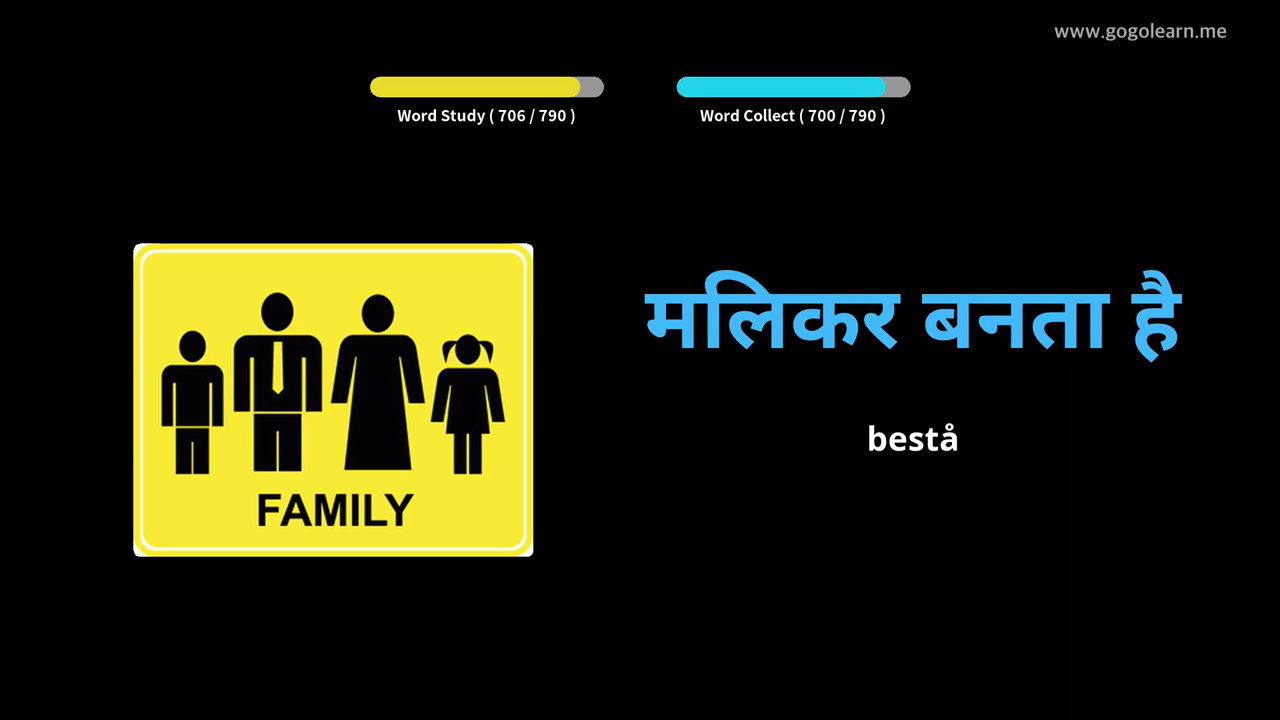 www.gogolearn.me
Word Study ( 706 / 790 )
Word Collect ( 700 / 790 )
मलिकर बनता है
bestå
FAMILY